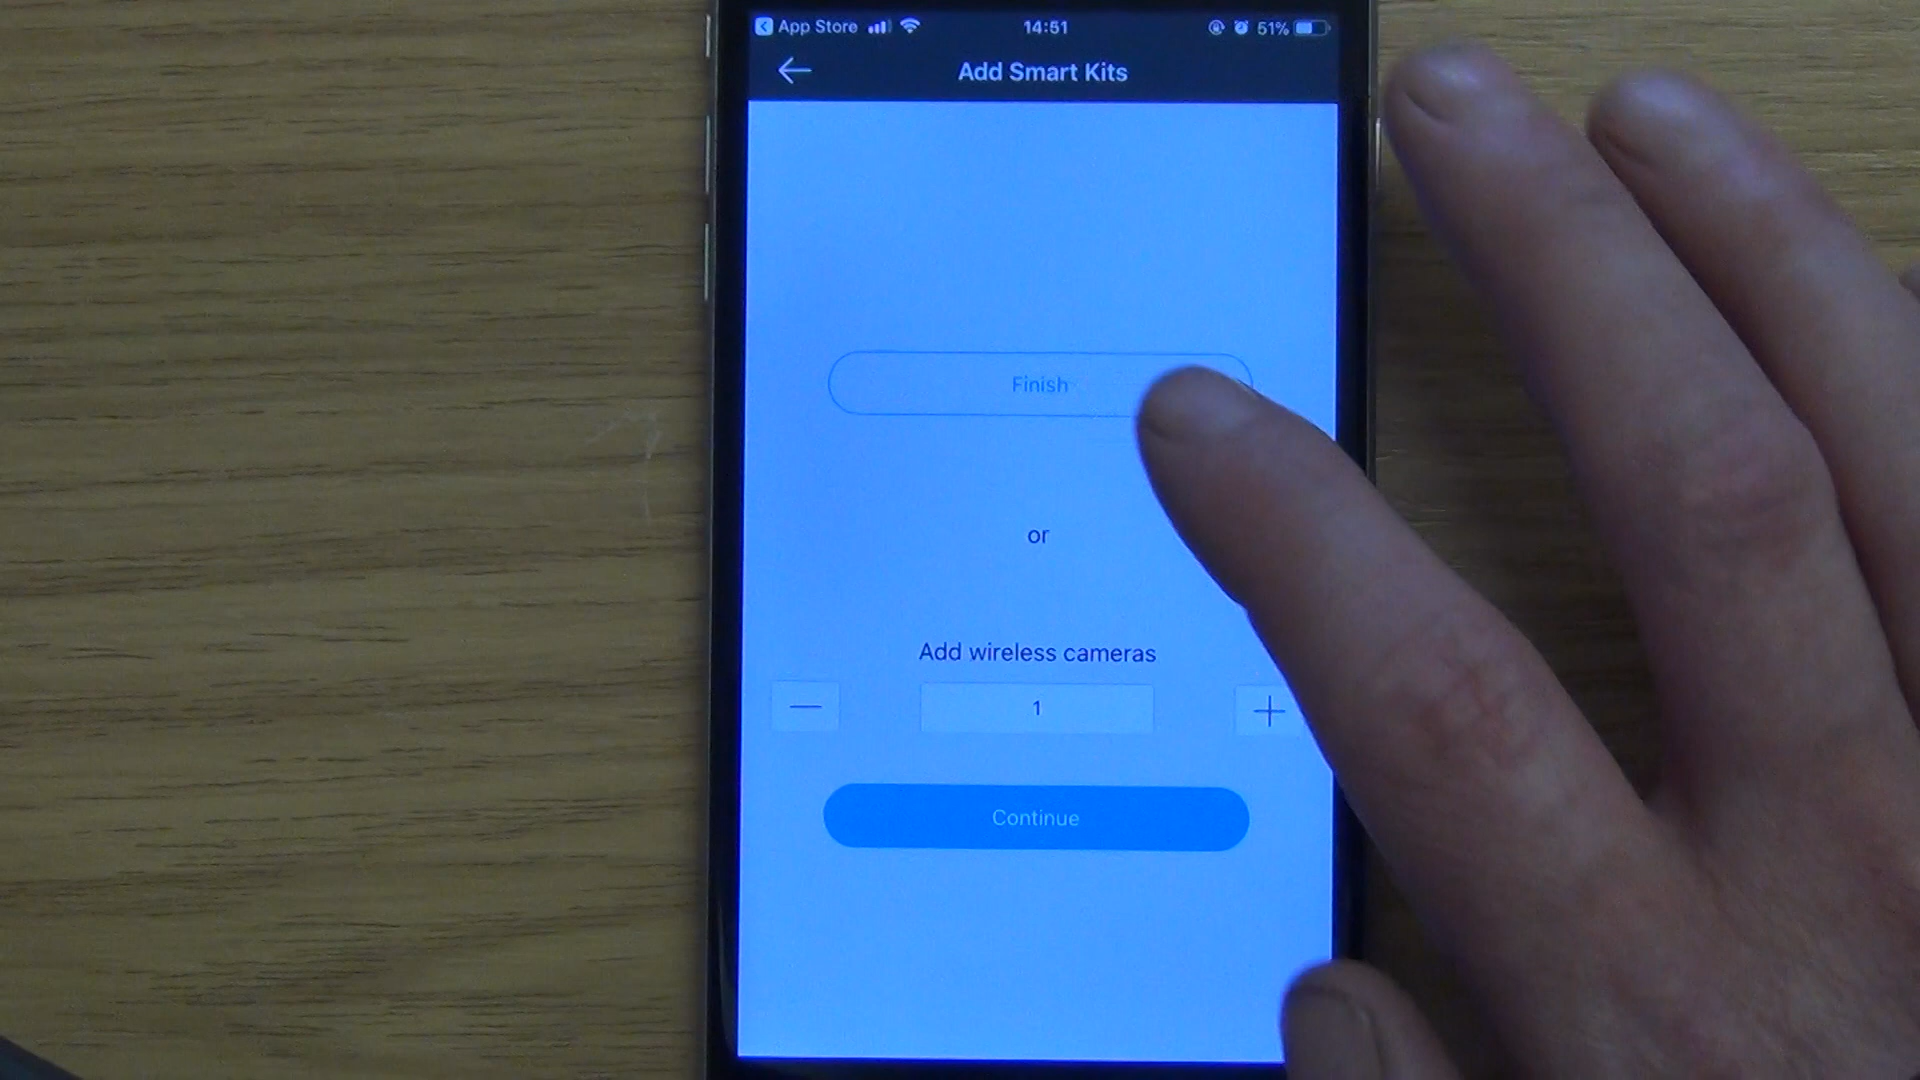 App Store 14:51 51%
Add Smart Kits
Finish
or
Add wireless cameras
1
Continue